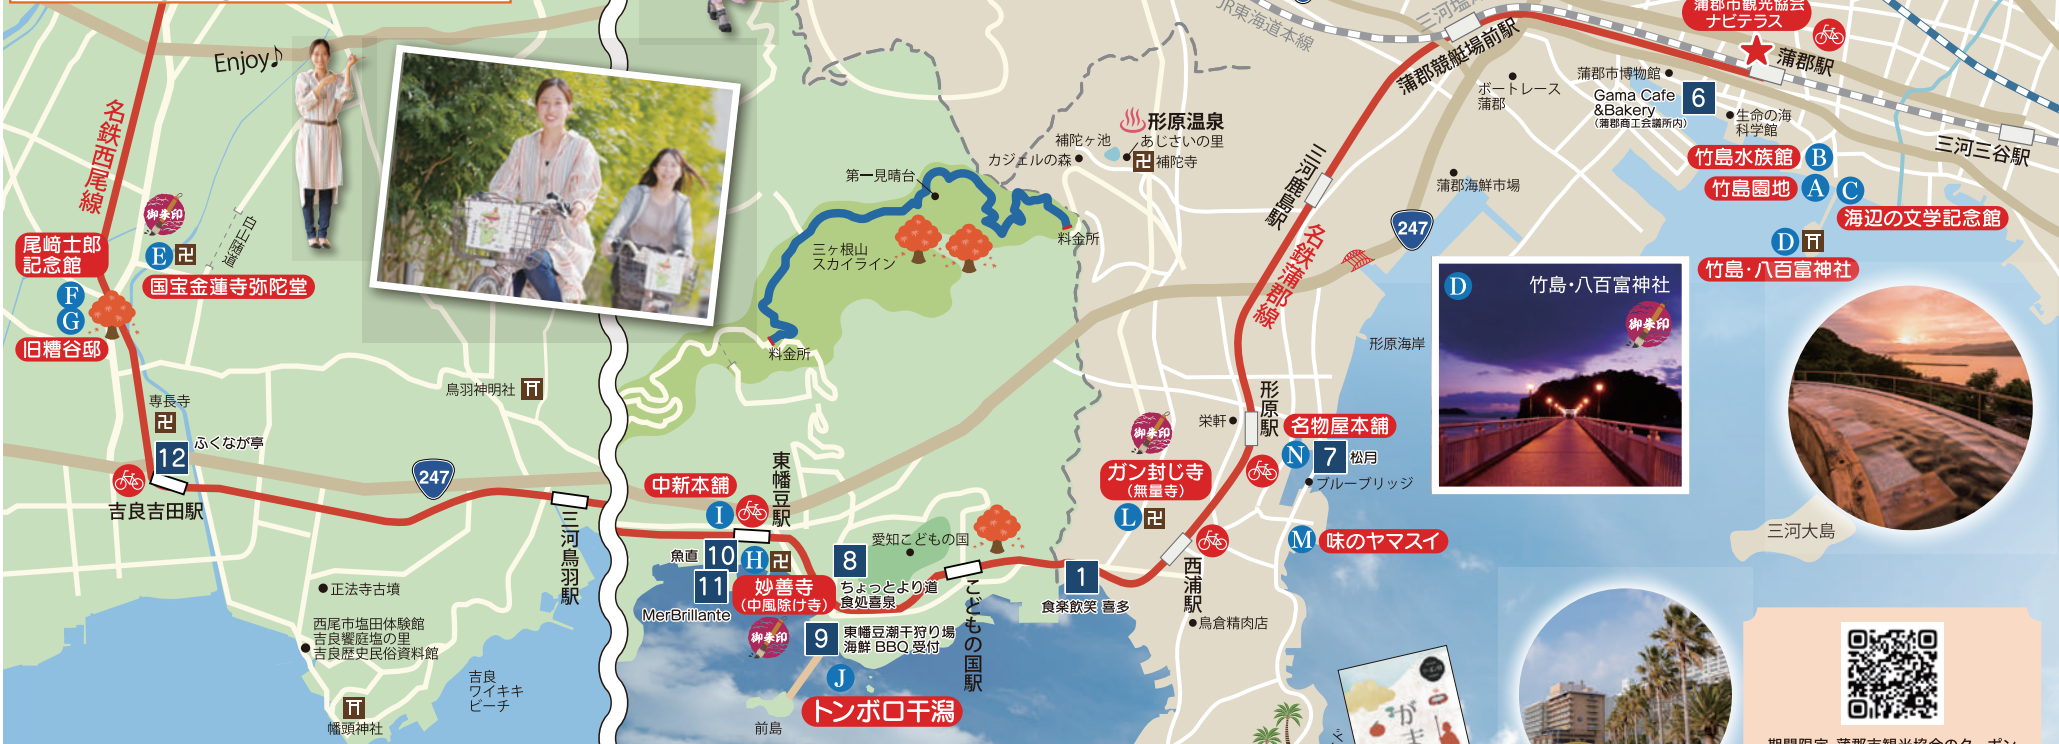 Enjoy♪
名鉄西尾線
御朱印
尾﨑士郎
記念館
E
国宝金蓮寺弥陀堂
白山隧道
F
G
旧糟谷邸
専長寺
12
ふくなが亭
吉良吉田駅
247
鳥羽神明社
三河鳥羽駅
正法寺古墳
西尾市塩田体験館
吉良饗庭塩の里
吉良歴史民俗資料館
吉良
ワイキキ
ビーチ
幡頭神社
第一見晴台
三ヶ根山
スカイライン
料金所
料金所
カジェルの森
補陀ヶ池
形原温泉
あじさいの里
補陀寺
中新本舗
I
東幡豆駅
魚直
10
H
11
MerBrillante
妙善寺
(中風除け寺)
御朱印
8
ちょっとより道
食処喜泉
愛知こどもの国
9
東幡豆潮干狩り場
海鮮 BBQ 受付
J
トンボロ干潟
前島
こどもの国駅
1
食楽飲笑 喜多
御朱印
ガン封じ寺
(無量寺)
L
西浦駅
鳥倉精肉店
栄軒
形原駅
名物屋本舗
N
7
松月
ブルーブリッジ
M
味のヤマスイ
形原海岸
三河鹿島駅
名鉄蒲郡線
247
蒲郡海鮮市場
JR東海道本線
三河塩
蒲郡競艇場前駅
ボートレース
蒲郡
蒲郡市観光協会
ナビテラス
蒲郡駅
蒲郡市博物館
Gama Cafe
&Bakery
(蒲郡商工会議所内)
6
生命の海
科学館
三河三谷駅
竹島水族館
B
竹島園地
A
C
海辺の文学記念館
D
竹島・八百富神社
D
竹島・八百富神社
御朱印
三河大島
がま